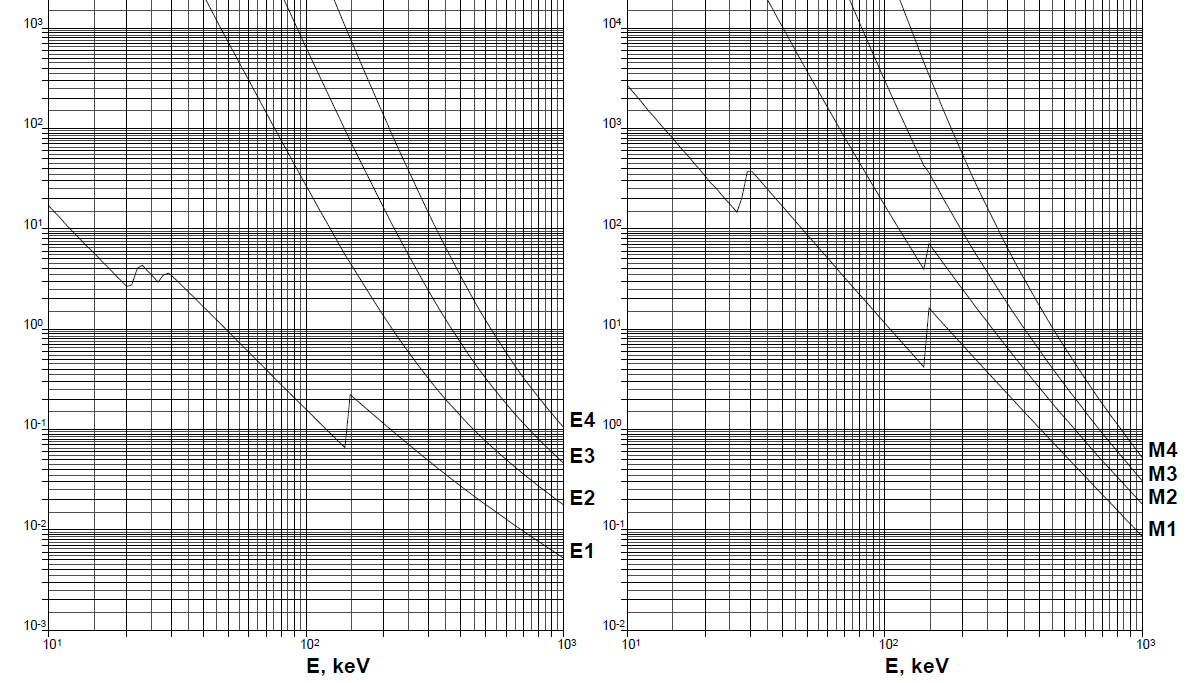 10³ 10⁴
10² 10³
10¹ 10²
10⁰ 10¹
E4 10⁰
10⁻¹ M4
E3 M3
E2 M2
10⁻² 10⁻¹ M1
E1
10⁻³ 10⁻²
10¹ 10² 10³ 10¹ 10² 10³
E, keV E, keV